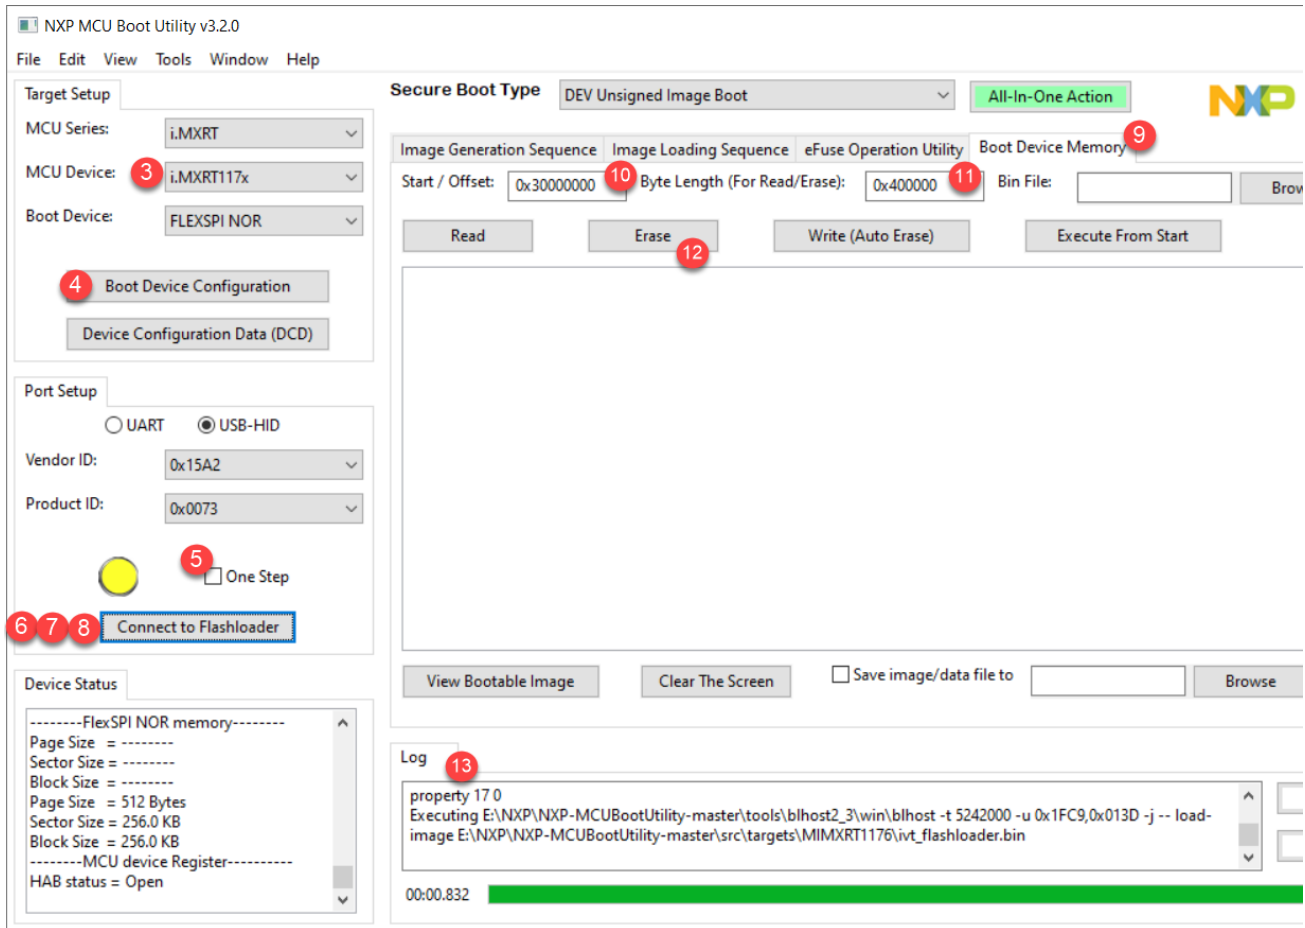 NXP MCU Boot Utility v3.2.0
File Edit View Tools Window Help
Target Setup
MCU Series: i.MXRT
MCU Device: 3 i.MXRT117x
Boot Device: FLEXSPI NOR
4 Boot Device Configuration
Device Configuration Data (DCD)
Port Setup
UART USB-HID
Vendor ID: 0x15A2
Product ID: 0x0073
5 One Step
6 7 8 Connect to Flashloader
Device Status
--------FlexSPI NOR memory--------
Page Size = --------
Sector Size = --------
Block Size = --------
Page Size = 512 Bytes
Sector Size = 256.0 KB
Block Size = 256.0 KB
--------MCU device Register----------
HAB status = Open
Secure Boot Type DEV Unsigned Image Boot All-In-One Action NXP
Image Generation Sequence Image Loading Sequence eFuse Operation Utility Boot Device Memory 9
Start / Offset: 0x30000000 10 Byte Length (For Read/Erase): 0x400000 11 Bin File: Brow
Read Erase 12 Write (Auto Erase) Execute From Start
View Bootable Image Clear The Screen Save image/data file to Browse
Log 13
property 17 0
Executing E:\NXP\NXP-MCUBootUtility-master\tools\blhost2_3\win\blhost -t 5242000 -u 0x1FC9,0x013D -j -- load-
image E:\NXP\NXP-MCUBootUtility-master\src\targets\MIMXRT1176\ivt_flashloader.bin
00:00.832